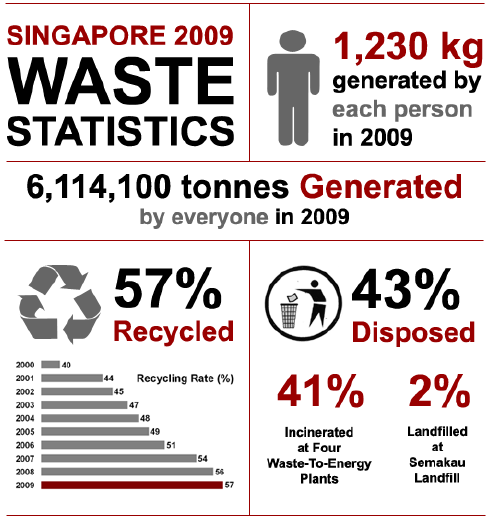 SINGAPORE 2009
WASTE
STATISTICS
1,230 kg
generated by
each person
in 2009
6,114,100 tonnes Generated
by everyone in 2009
57%
Recycled
Recycling Rate (%)
2000 40
2001 44
2002 45
2003 47
2004 48
2005 49
2006 51
2007 54
2008 56
2009 57
43%
Disposed
41%
Incinerated
at Four
Waste-To-Energy
Plants
2%
Landfilled
at
Semakau
Landfill